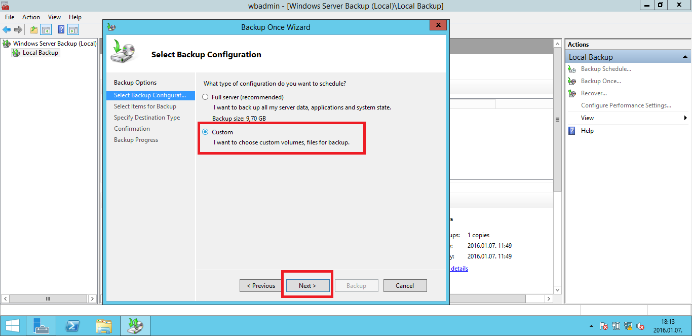 wbadmin - [Windows Server Backup (Local)\Local Backup]
File Action View Help
Windows Server Backup (Local)
Local Backup
Backup Once Wizard
Select Backup Configuration
Backup Options
Select Backup Configurat...
Select Items for Backup
Specify Destination Type
Confirmation
Backup Progress
What type of configuration do you want to schedule?
Full server (recommended)
I want to back up all my server data, applications and system state.
Backup size: 9,70 GB
Custom
I want to choose custom volumes, files for backup.
< Previous
Next >
Backup
Cancel
ups: 1 copies
2016.01.07. 11:49
2016.01.07. 11:49
details
Actions
Local Backup
Backup Schedule...
Backup Once...
Recover...
Configure Performance Settings...
View
Help
18:13
2016.01.07.